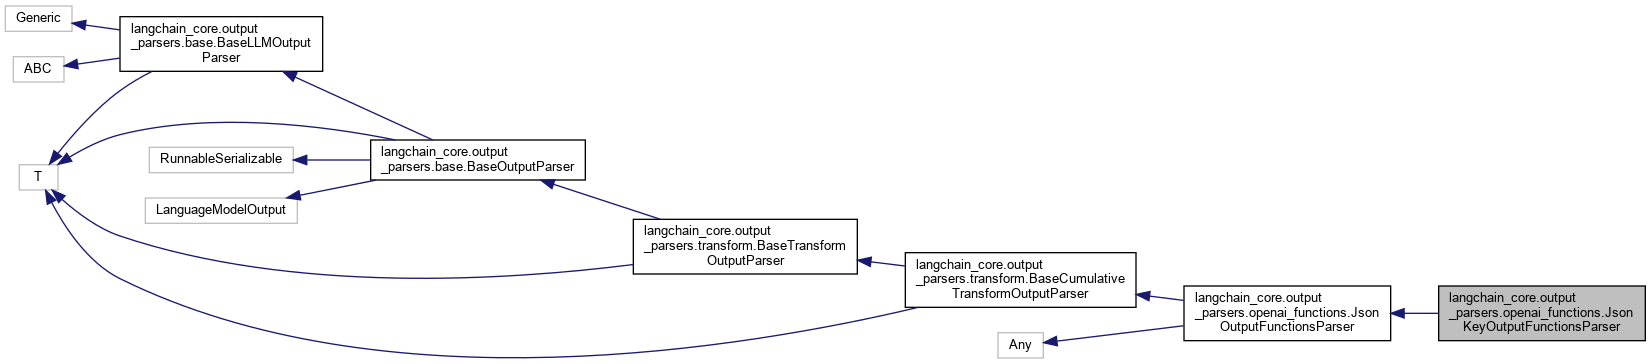 Generic
langchain_core.output
_parsers.base.BaseLLMOutput
Parser
ABC
langchain_core.output
_parsers.base.BaseOutputParser
RunnableSerializable
T
LanguageModelOutput
langchain_core.output
_parsers.transform.BaseTransform
OutputParser
langchain_core.output
_parsers.transform.BaseCumulative
TransformOutputParser
langchain_core.output
_parsers.openai_functions.Json
OutputFunctionsParser
langchain_core.output
_parsers.openai_functions.Json
KeyOutputFunctionsParser
Any